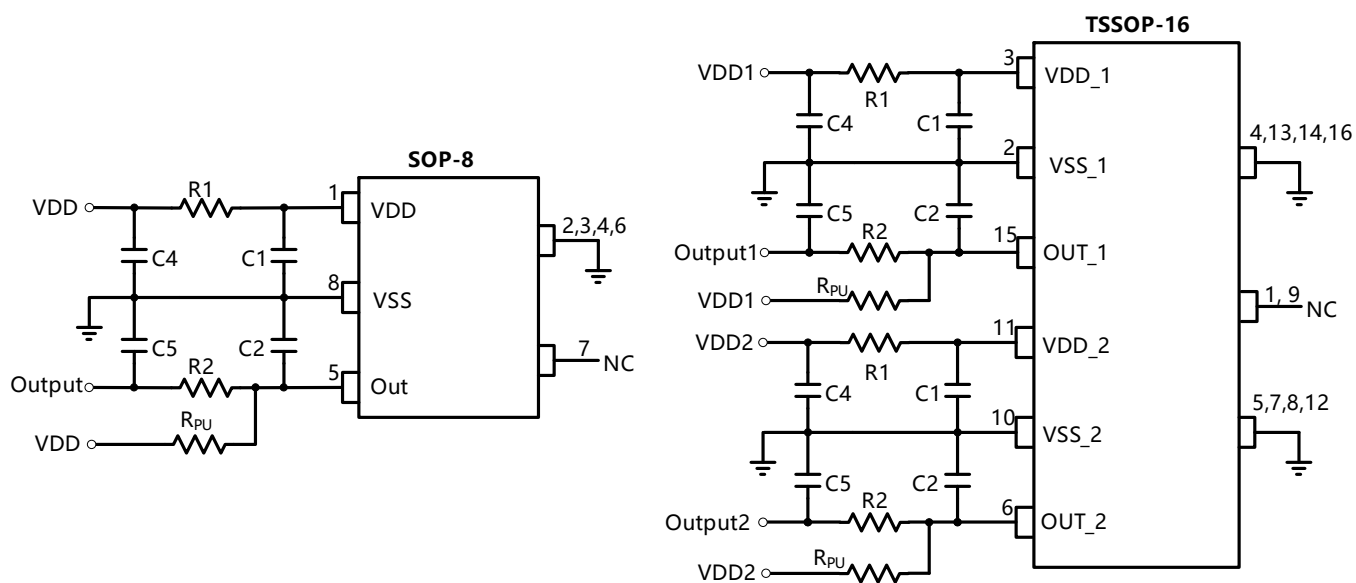 SOP-8
VDD
R1
1
VDD
C4
C1
2,3,4,6
8
VSS
C5
C2
7
NC
Output
R2
5
Out
VDD
RPU
TSSOP-16
VDD1
R1
3
VDD_1
C4
C1
4,13,14,16
2
VSS_1
C5
C2
Output1
R2
15
OUT_1
VDD1
RPU
1, 9
NC
VDD2
R1
11
VDD_2
C4
C1
5,7,8,12
10
VSS_2
C5
C2
Output2
R2
6
OUT_2
VDD2
RPU